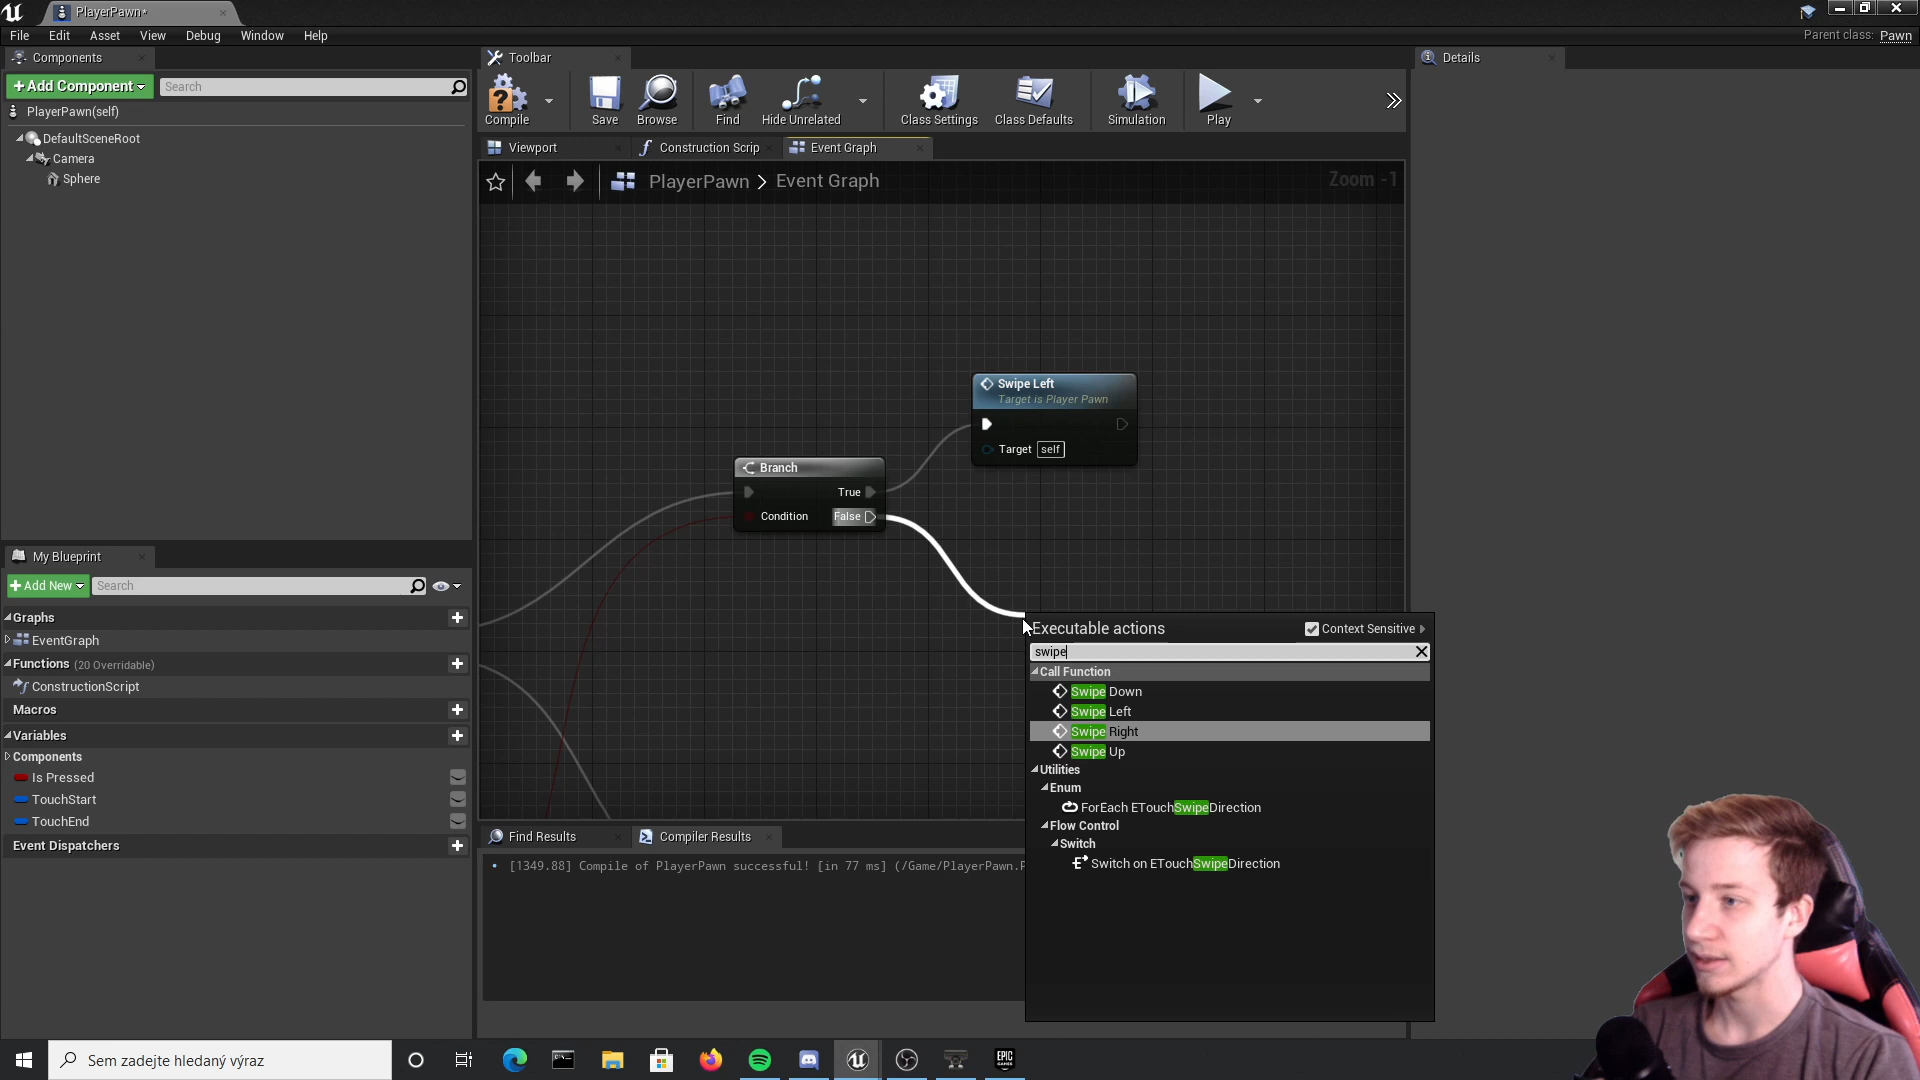 PlayerPawn*
File Edit Asset View Debug Window Help
Parent class: Pawn
Components
+ Add Component
Search
PlayerPawn(self)
DefaultSceneRoot
Camera
Sphere
My Blueprint
+ Add New
Search
Graphs
EventGraph
Functions (20 Overridable)
ConstructionScript
Macros
Variables
Components
Is Pressed
TouchStart
TouchEnd
Event Dispatchers
Toolbar
Compile Save Browse Find Hide Unrelated Class Settings Class Defaults Simulation Play
Viewport Construction Scrip Event Graph
PlayerPawn > Event Graph
Zoom -1
Swipe Left
Target is Player Pawn
Target self
Branch
True
Condition False
Executable actions
Context Sensitive
swipe
Call Function
Swipe Down
Swipe Left
Swipe Right
Swipe Up
Utilities
Enum
ForEach ETouchSwipeDirection
Flow Control
Switch
Switch on ETouchSwipeDirection
Find Results Compiler Results
[1349.88] Compile of PlayerPawn successful! [in 77 ms] (/Game/PlayerPawn.P
Details
Sem zadejte hledaný výraz
EPIC
GAMES